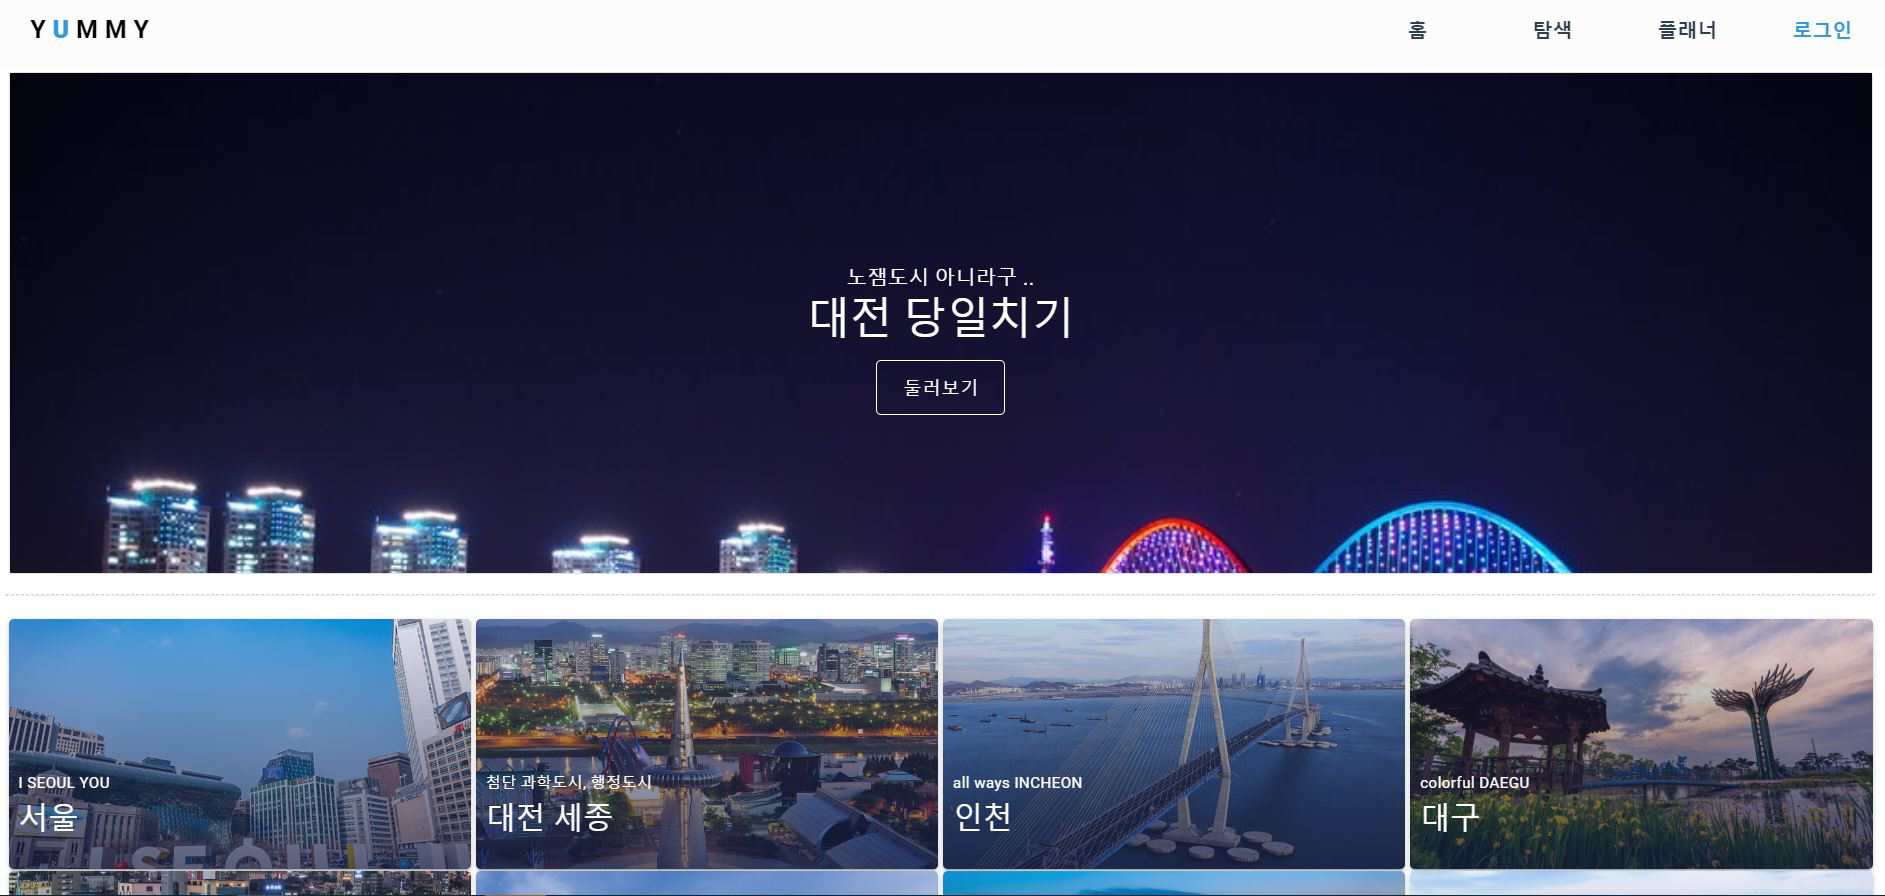 YUMMY
홈
탐색
플래너
로그인
노잼도시 아니라구 ..
대전 당일치기
둘러보기
I SEOUL YOU
서울
I SEOUL U
첨단 과학도시, 행정도시
대전 세종
all ways INCHEON
인천
colorful DAEGU
대구